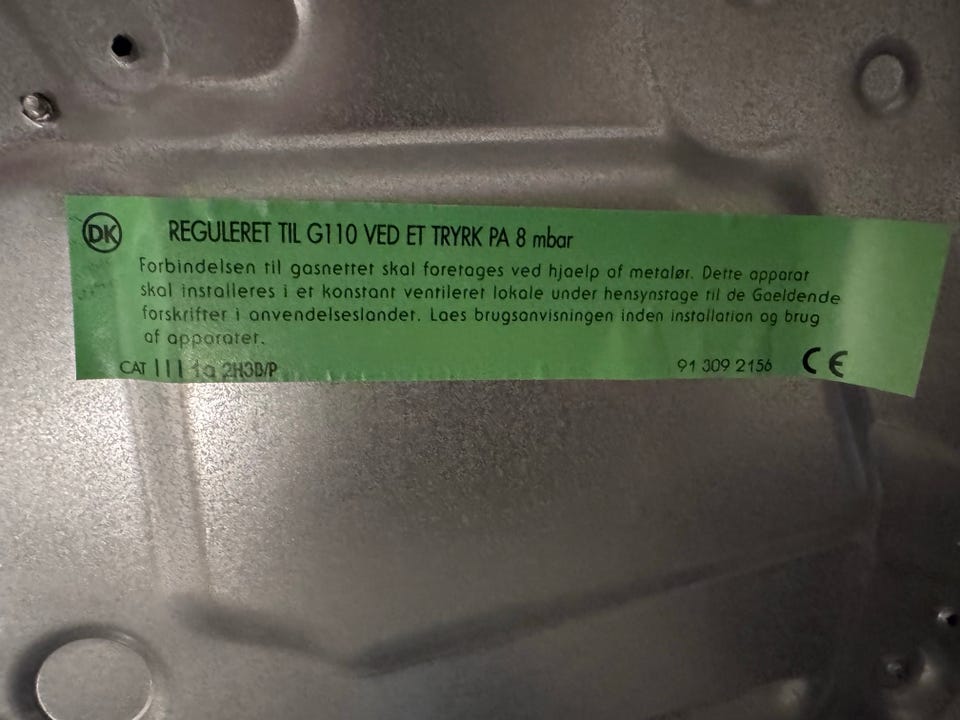 DK REGULERET TIL G110 VED ET TRYRK PA 8 mbar
Forbindelsen til gasnettet skal foretages ved hjaelp af metalør. Dette apparat
skal installeres i et konstant ventileret lokale under hensynstage til de Gaeldende
forskrifter i anvendelseslandet. Laes brugsanvisningen inden installation og brug
af apparatet.
CAT III 1a 2H3B/P 91 309 2156 CE